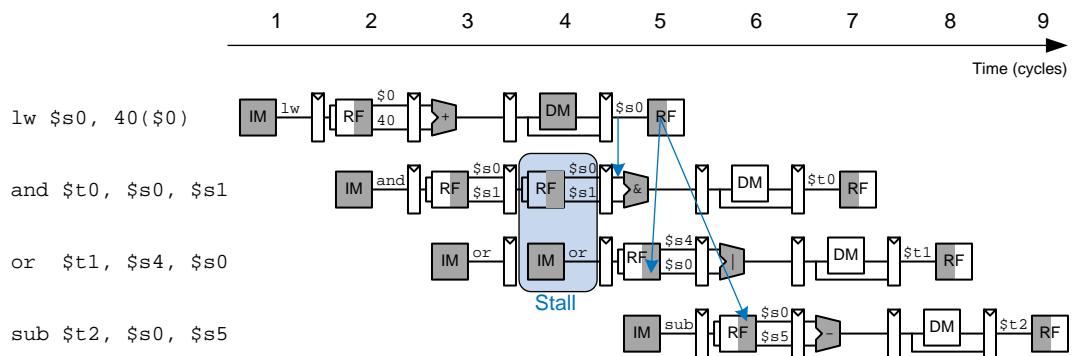 1 2 3 4 5 6 7 8 9
Time (cycles)
lw $s0, 40($0) IM lw RF $0 40 + DM $s0 RF
and $t0, $s0, $s1 IM and RF $s0 $s1 RF $s0 $s1 & DM $t0 RF
or $t1, $s4, $s0 IM or IM or RF $s4 $s0 | DM $t1 RF
Stall
sub $t2, $s0, $s5 IM sub RF $s0 $s5 - DM $t2 RF